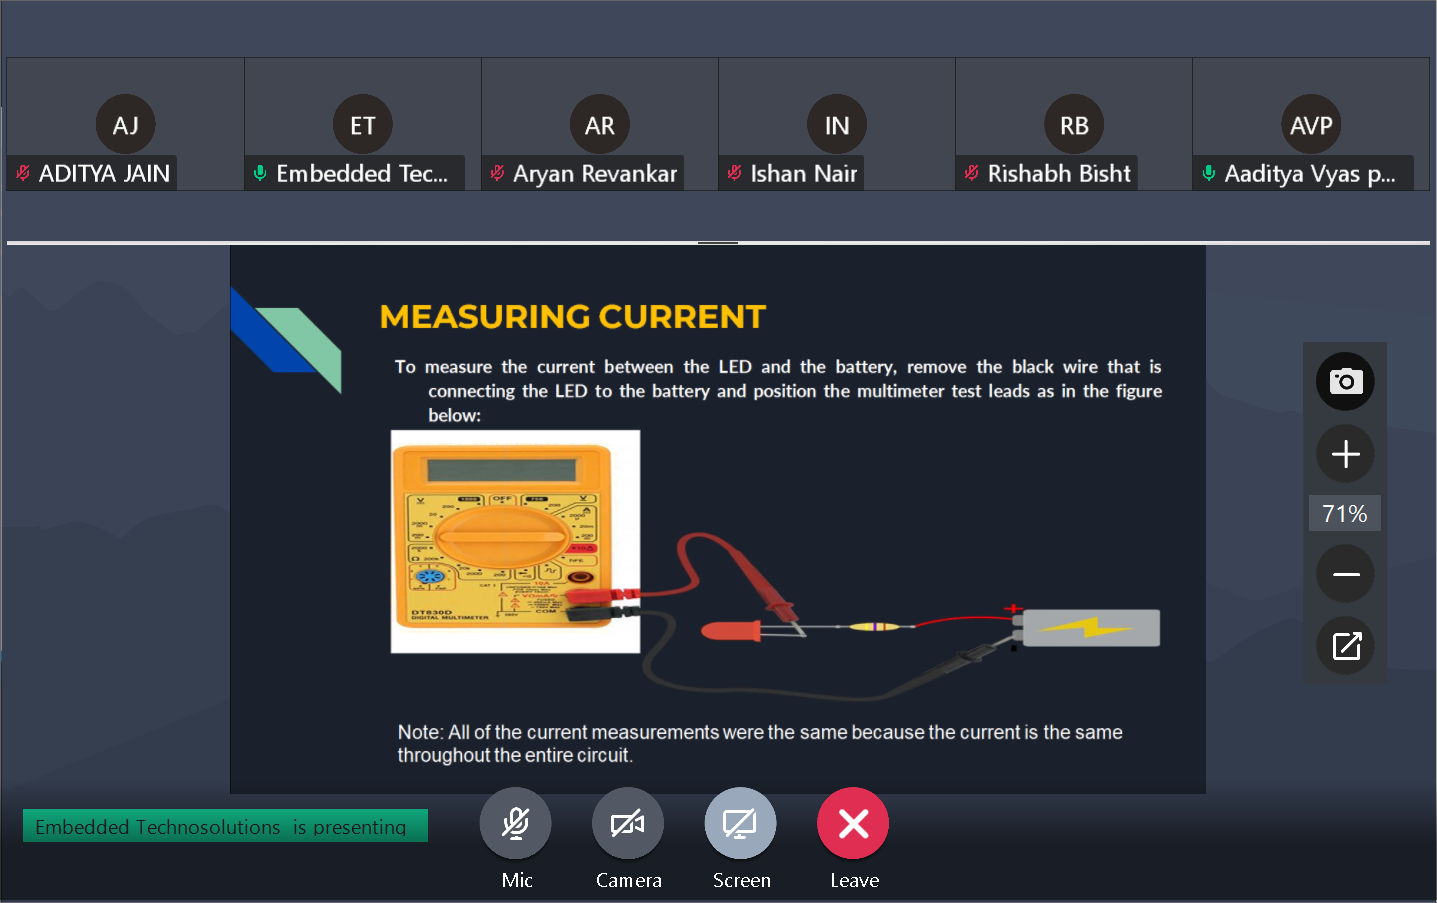 AJ
ET
AR
IN
RB
AVP
ADITYA JAIN
Embedded Tec...
Aryan Revankar
Ishan Nair
Rishabh Bisht
Aaditya Vyas p...
MEASURING CURRENT
To measure the current between the LED and the battery, remove the black wire that is
connecting the LED to the battery and position the multimeter test leads as in the figure
below:
71%
OFF
10A
COM
DT830D
DIGITAL MULTIMETER
Note: All of the current measurements were the same because the current is the same
throughout the entire circuit.
Embedded Technosolutions is presenting
Mic
Camera
Screen
Leave